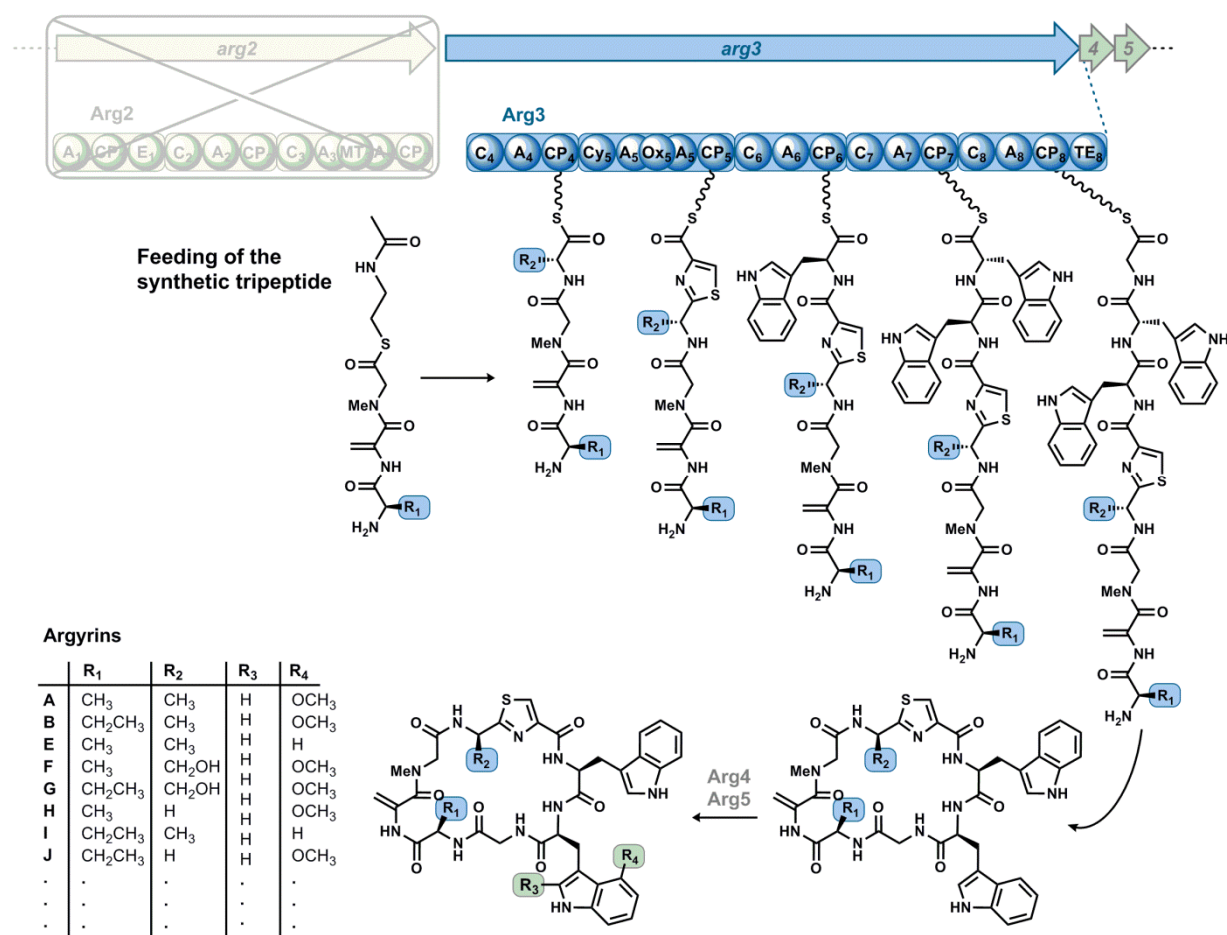 arg2
arg3
4
5
Arg2
Arg3
A1 CP E1 C2 A2 CP C3 A3 MT A CP
C4 A4 CP4 Cy5 A5 Ox5 A5 CP5 C6 A6 CP6 C7 A7 CP7 C8 A8 CP8 TE8
Feeding of the
synthetic tripeptide
Arg4
Arg5
Argyrins
R1 R2 R3 R4
A CH3 CH3 H OCH3
B CH2CH3 CH3 H OCH3
E CH3 CH3 H H
F CH3 CH2OH H OCH3
G CH2CH3 CH2OH H OCH3
H CH3 H H OCH3
I CH2CH3 CH3 H H
J CH2CH3 H H OCH3
. . . . .
. . . . .
. . . . .